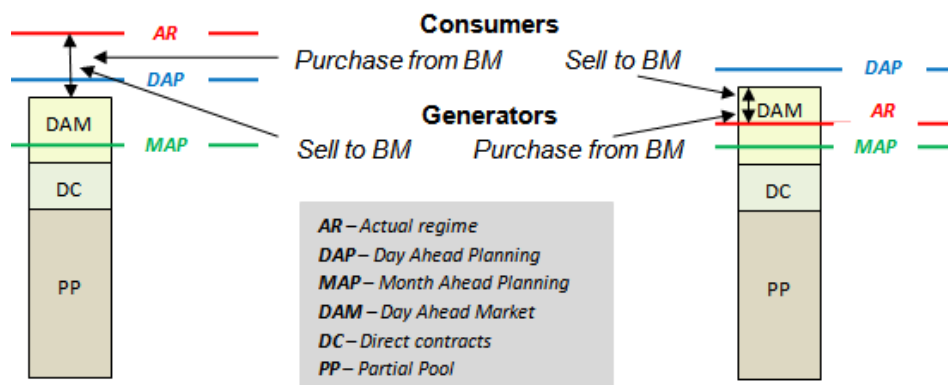 Consumers
AR
Purchase from BM
Sell to BM
DAP
DAP
DAM
Generators
DAM
AR
MAP
Sell to BM
Purchase from BM
MAP
DC
DC
PP
PP
AR – Actual regime
DAP – Day Ahead Planning
MAP – Month Ahead Planning
DAM – Day Ahead Market
DC – Direct contracts
PP – Partial Pool